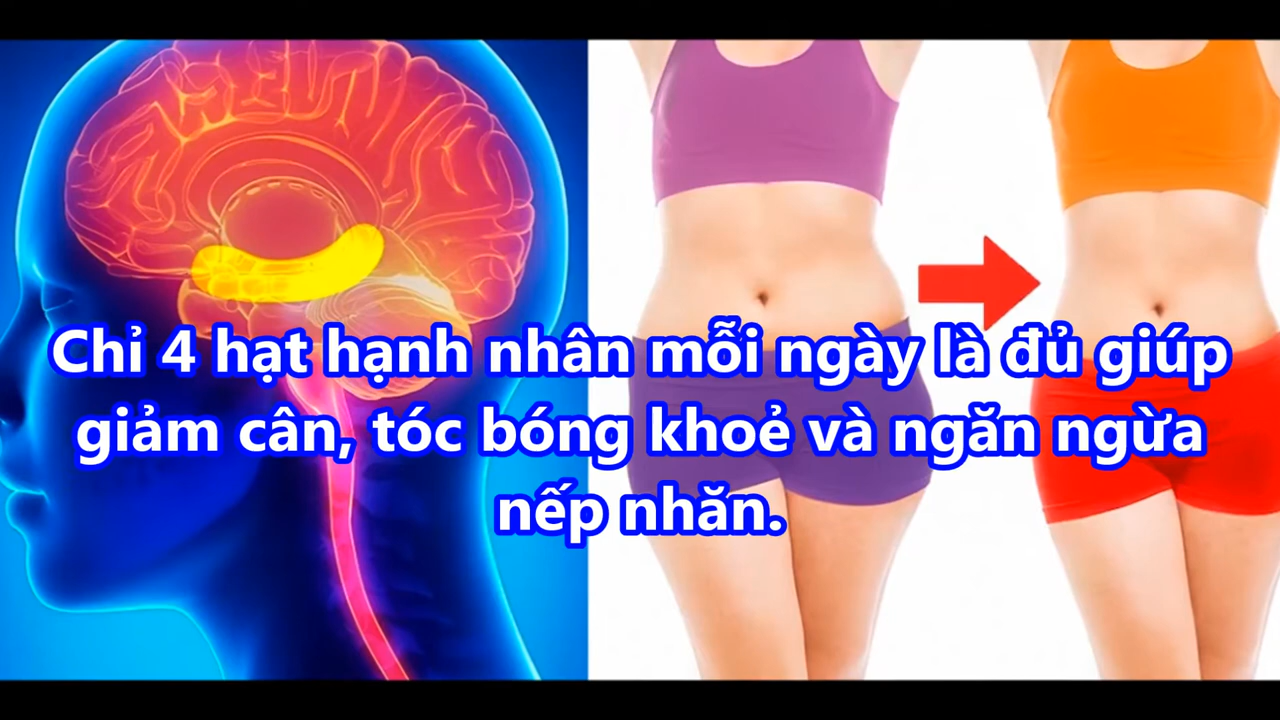 Chỉ 4 hạt hạnh nhân mỗi ngày là đủ giúp
giảm cân, tóc bóng khoẻ và ngăn ngừa
nếp nhăn.